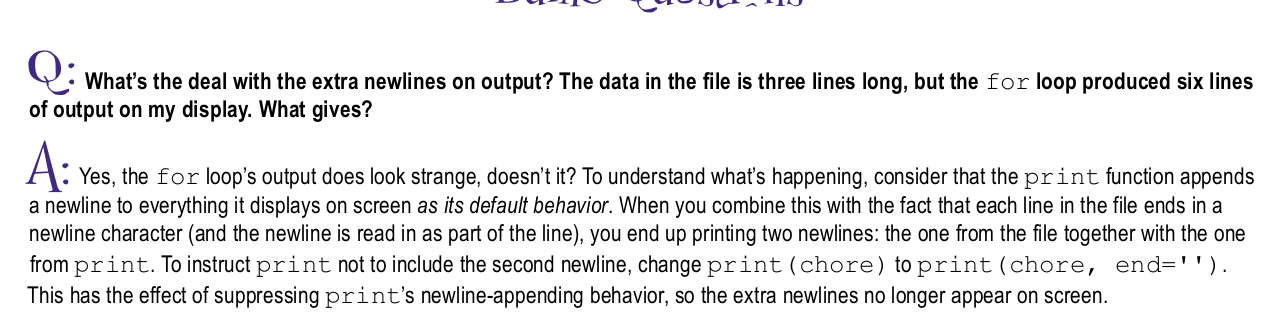 Q: What's the deal with the extra newlines on output? The data in the file is three lines long, but the for loop produced six lines
of output on my display. What gives?
A: Yes, the for loop's output does look strange, doesn't it? To understand what's happening, consider that the print function appends
a newline to everything it displays on screen as its default behavior. When you combine this with the fact that each line in the file ends in a
newline character (and the newline is read in as part of the line), you end up printing two newlines: the one from the file together with the one
from print. To instruct print not to include the second newline, change print(chore) to print(chore, end='').
This has the effect of suppressing print's newline-appending behavior, so the extra newlines no longer appear on screen.